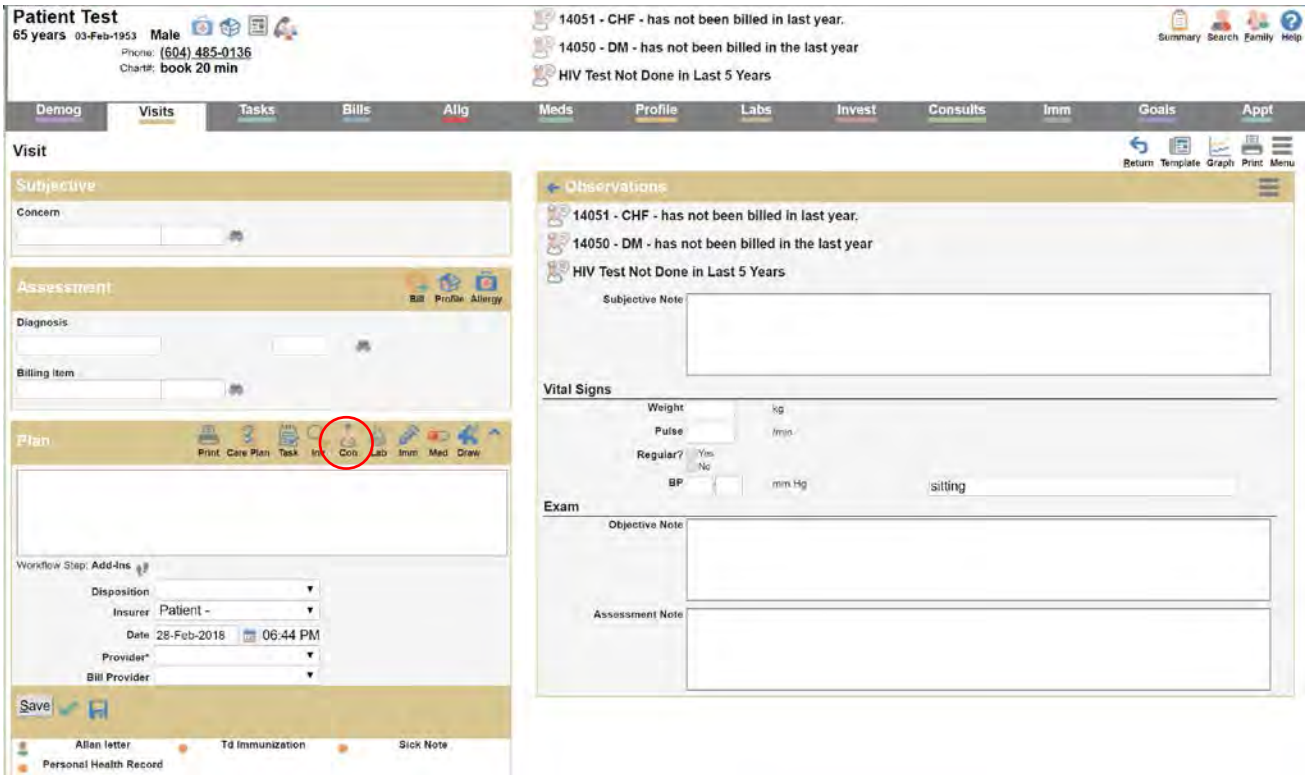 Patient Test
65 years 03-Feb-1953 Male
Phone: (604) 485-0136
Chart#: book 20 min
14051 - CHF - has not been billed in last year.
14050 - DM - has not been billed in the last year
HIV Test Not Done in Last 5 Years
Summary Search Family Help
Demog Visits Tasks Bills Allg Meds Profile Labs Invest Consults Imm Goals Appt
Visit
Return Template Graph Print Menu
Subjective
Concern
Assessment
Bill Profile Allergy
Diagnosis
Billing Item
Plan
Print Care Plan Task Inv Con Lab Imm Med Draw
Workflow Step: Add-Ins
Disposition
Insurer Patient -
Date 28-Feb-2018 06:44 PM
Provider*
Bill Provider
Save
Allan letter Td Immunization Sick Note
Personal Health Record
Observations
14051 - CHF - has not been billed in last year.
14050 - DM - has not been billed in the last year
HIV Test Not Done in Last 5 Years
Subjective Note
Vital Signs
Weight kg
Pulse /min
Regular? Yes
No
BP / mm Hg sitting
Exam
Objective Note
Assessment Note